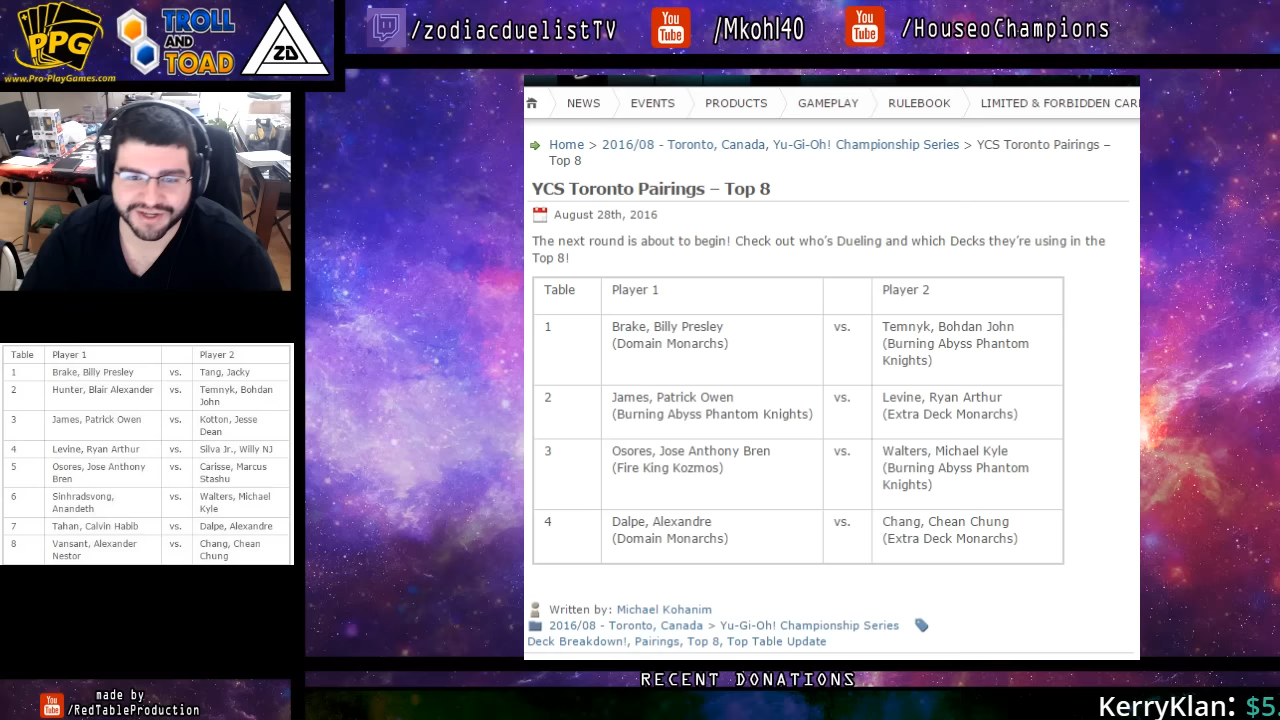 PPG
www.Pro-PlayGames.com
TROLL
AND
TOAD
ZD
/zodiacduelistTV
You
Tube
/Mkohl40
You
Tube
/HouseoChampions
NEWS
EVENTS
PRODUCTS
GAMEPLAY
RULEBOOK
LIMITED & FORBIDDEN CAR
Home > 2016/08 - Toronto, Canada, Yu-Gi-Oh! Championship Series > YCS Toronto Pairings –
Top 8
YCS Toronto Pairings – Top 8
August 28th, 2016
The next round is about to begin! Check out who's Dueling and which Decks they're using in the
Top 8!
Table Player 1 Player 2
1 Brake, Billy Presley vs. Temnyk, Bohdan John
(Domain Monarchs) (Burning Abyss Phantom
Knights)
2 James, Patrick Owen vs. Levine, Ryan Arthur
(Burning Abyss Phantom Knights) (Extra Deck Monarchs)
3 Osores, Jose Anthony Bren vs. Walters, Michael Kyle
(Fire King Kozmos) (Burning Abyss Phantom
Knights)
4 Dalpe, Alexandre vs. Chang, Chean Chung
(Domain Monarchs) (Extra Deck Monarchs)
Written by: Michael Kohanim
2016/08 - Toronto, Canada > Yu-Gi-Oh! Championship Series
Deck Breakdown!, Pairings, Top 8, Top Table Update
Table Player 1 Player 2
1 Brake, Billy Presley vs. Tang, Jacky
2 Hunter, Blair Alexander vs. Temnyk, Bohdan
John
3 James, Patrick Owen vs. Kotton, Jesse
Dean
4 Levine, Ryan Arthur vs. Silva Jr., Willy NJ
5 Osores, Jose Anthony vs. Carisse, Marcus
Bren Stashu
6 Sinhradsvong, vs. Walters, Michael
Anandeth Kyle
7 Tahan, Calvin Habib vs. Dalpe, Alexandre
8 Vansant, Alexander vs. Chang, Chean
Nestor Chung
RECENT DONATIONS
made by
You
Tube
/RedTableProduction
KerryKlan: $5